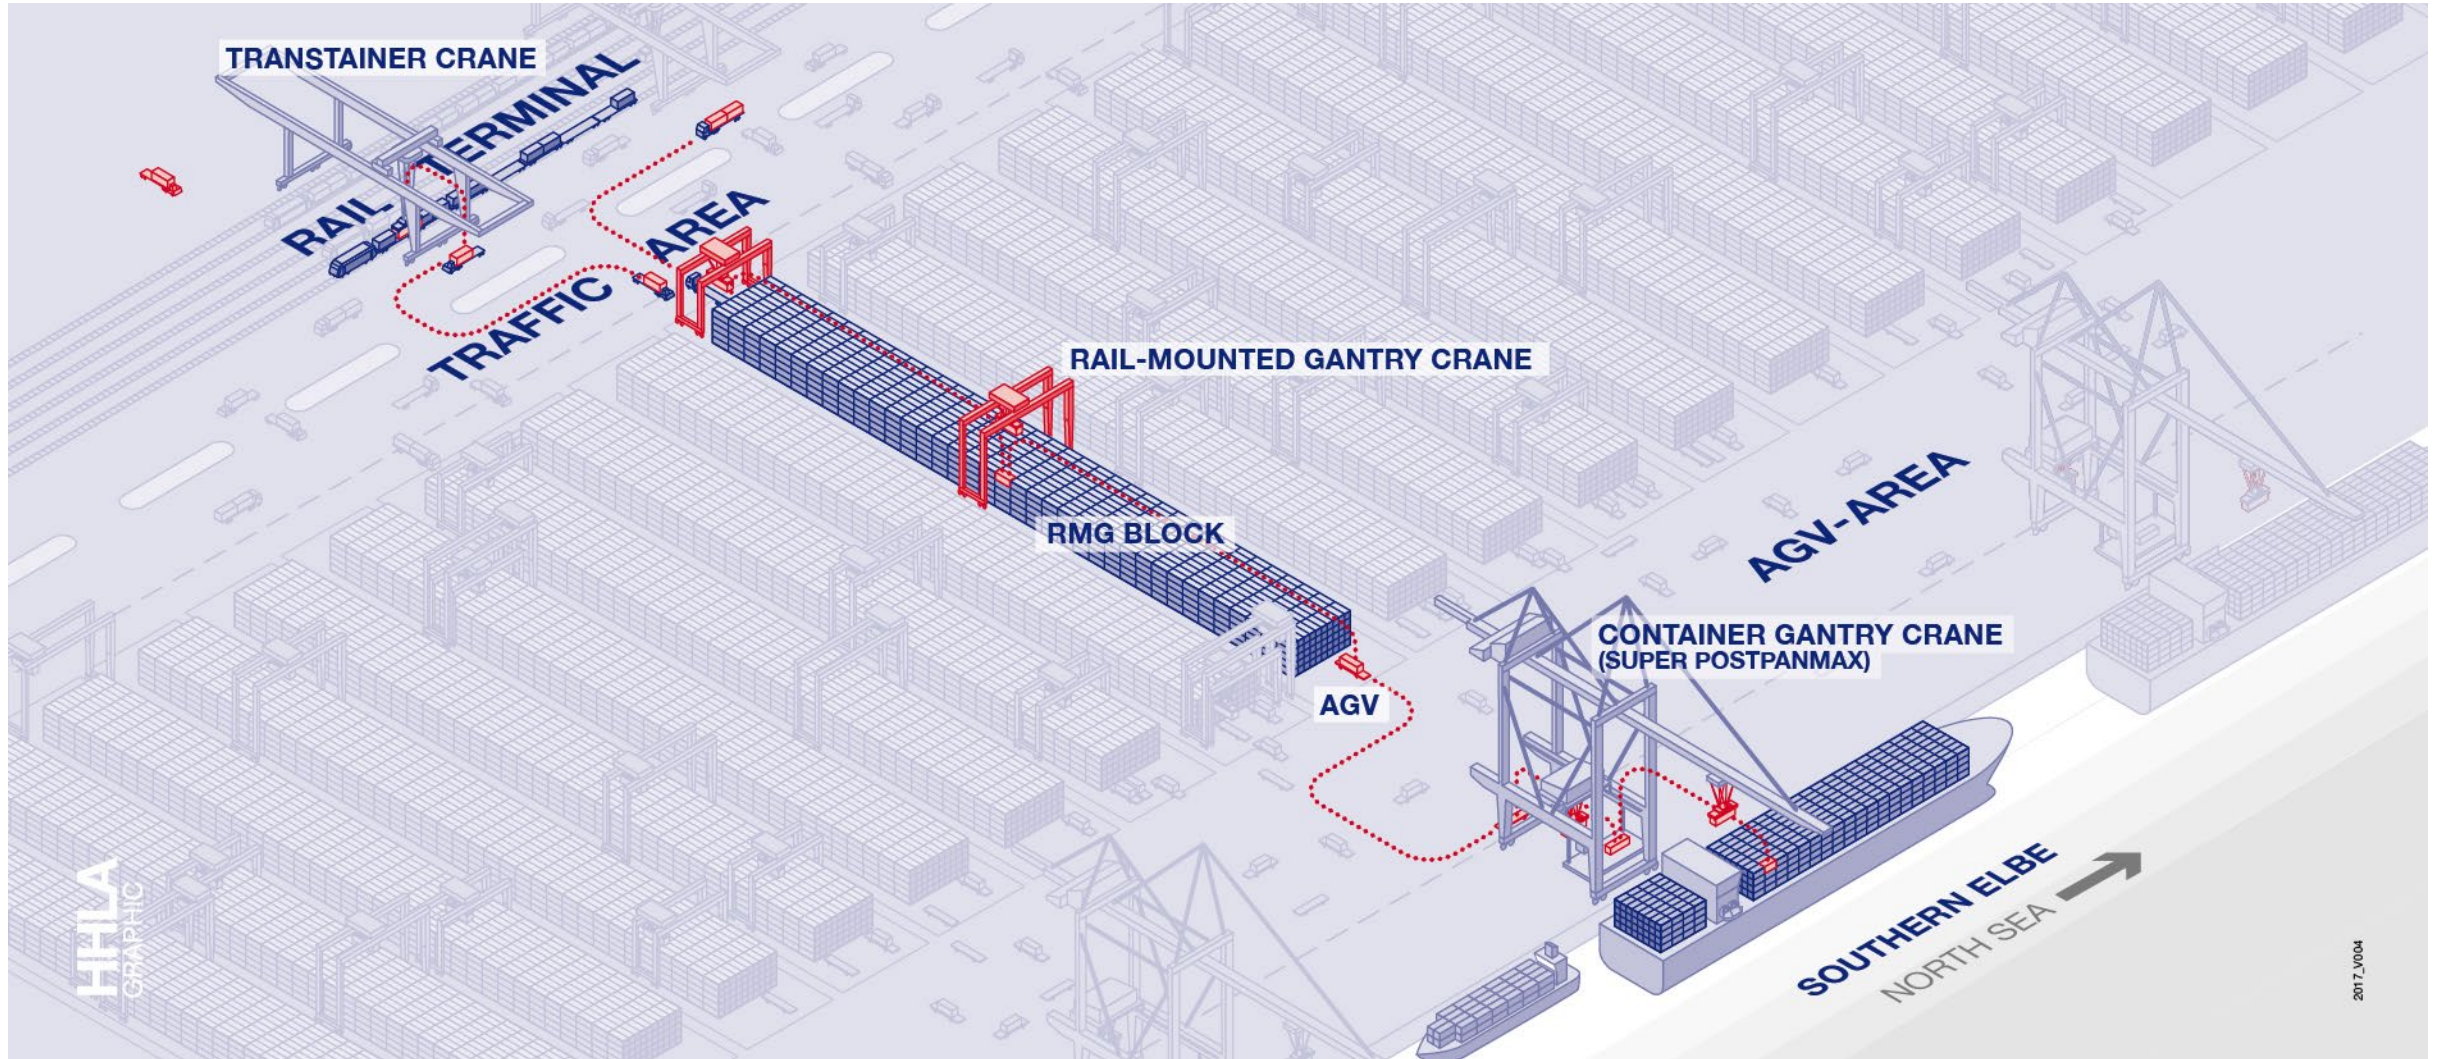 TRANSTAINER CRANE
RAIL TERMINAL
TRAFFIC AREA
RAIL-MOUNTED GANTRY CRANE
RMG BLOCK
AGV-AREA
CONTAINER GANTRY CRANE
(SUPER POSTPANMAX)
AGV
SOUTHERN ELBE
NORTH SEA
HHLA
GRAPHIC
2017_V004